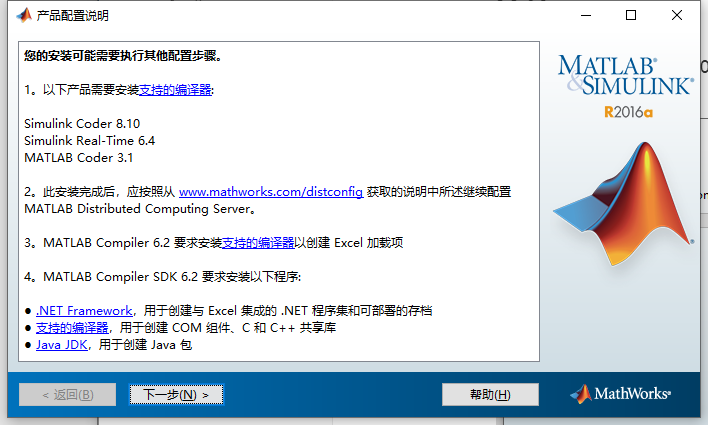 产品配置说明
您的安装可能需要执行其他配置步骤。
1。以下产品需要安装支持的编译器:
Simulink Coder 8.10
Simulink Real-Time 6.4
MATLAB Coder 3.1
2。此安装完成后，应按照从 www.mathworks.com/distconfig 获取的说明中所述继续配置
MATLAB Distributed Computing Server。
3。MATLAB Compiler 6.2 要求安装支持的编译器以创建 Excel 加载项
4。MATLAB Compiler SDK 6.2 要求安装以下程序:
● .NET Framework，用于创建与 Excel 集成的 .NET 程序集和可部署的存档
● 支持的编译器，用于创建 COM 组件、C 和 C++ 共享库
● Java JDK，用于创建 Java 包
MATLAB®
&SIMULINK®
R2016a
< 返回(B)
下一步(N) >
帮助(H)
MathWorks®